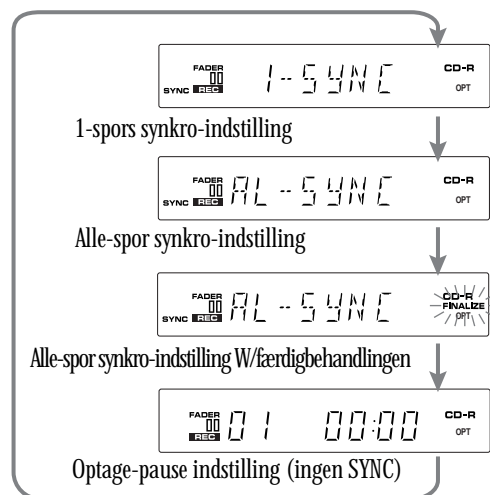 FADER
1-SYNC
CD-R
SYNC REC
OPT
1-spors synkro-indstilling
FADER
AL-SYNC
CD-R
SYNC REC
OPT
Alle-spor synkro-indstilling
FADER
AL-SYNC
CD-R
FINALIZE
SYNC REC
OPT
Alle-spor synkro-indstilling W/færdigbehandlingen
FADER
01 00:00
CD-R
REC
OPT
Optage-pause indstilling (ingen SYNC)